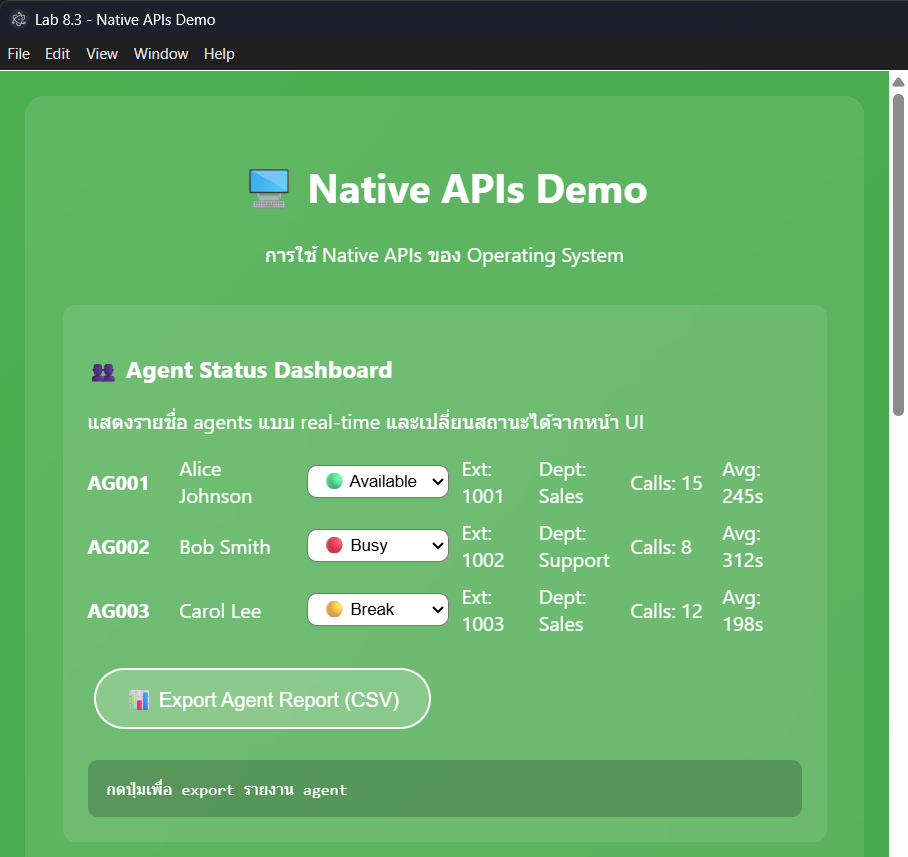 Lab 8.3 - Native APIs Demo
File Edit View Window Help
Native APIs Demo
การใช้ Native APIs ของ Operating System
Agent Status Dashboard
แสดงรายชื่อ agents แบบ real-time และเปลี่ยนสถานะได้จากหน้า UI
AG001 Alice Johnson Available Ext: 1001 Dept: Sales Calls: 15 Avg: 245s
AG002 Bob Smith Busy Ext: 1002 Dept: Support Calls: 8 Avg: 312s
AG003 Carol Lee Break Ext: 1003 Dept: Sales Calls: 12 Avg: 198s
Export Agent Report (CSV)
กดปุ่มเพื่อ export รายงาน agent